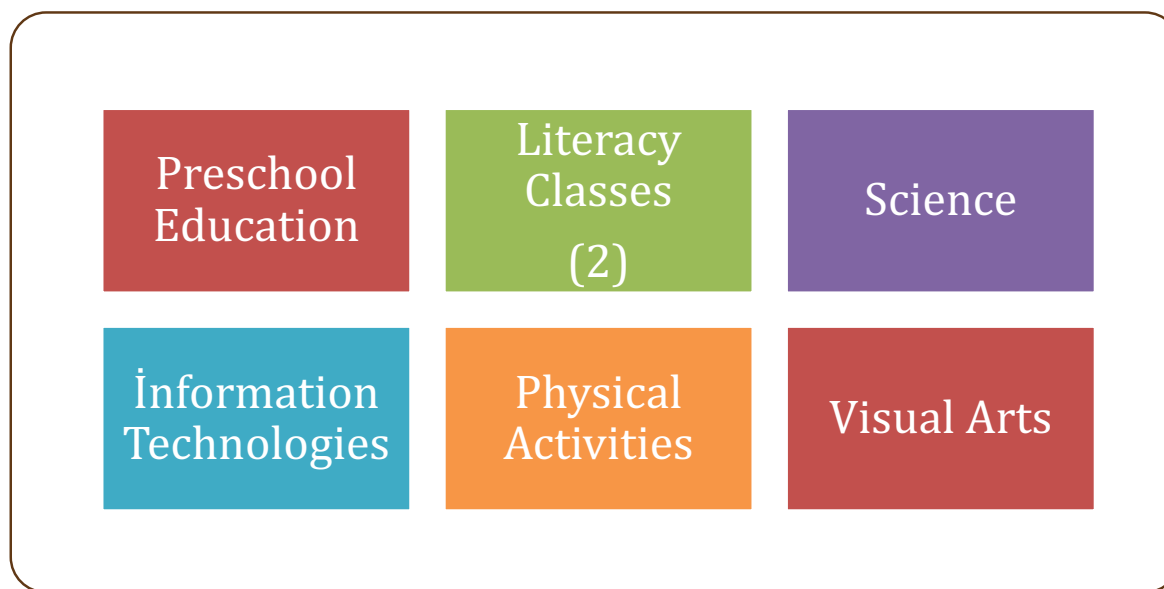 Preschool
Education
Literacy
Classes
(2)
Science
İnformation
Technologies
Physical
Activities
Visual Arts